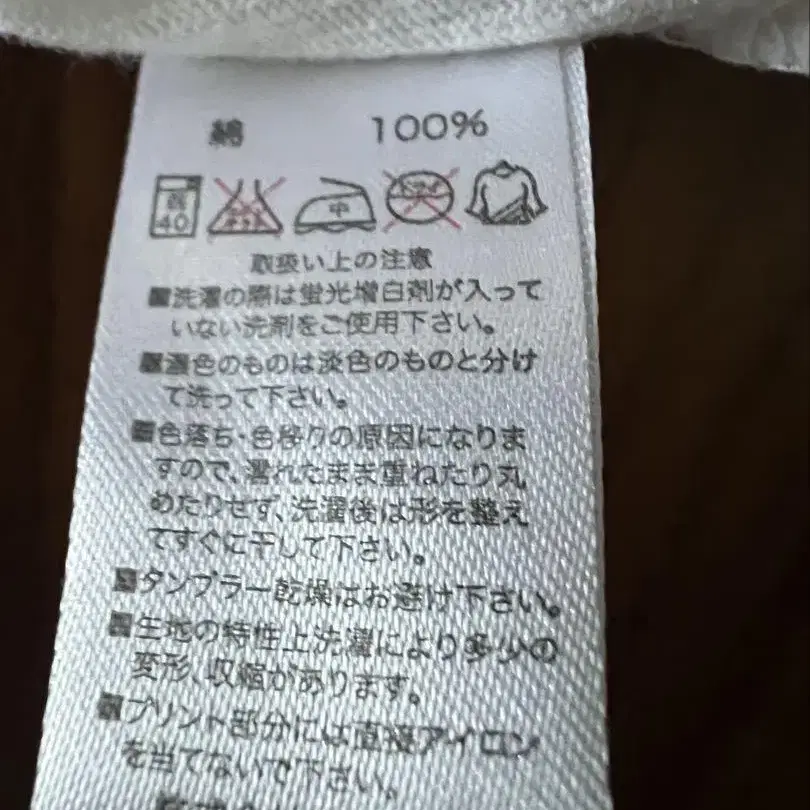 綿 100%
弱 40 中 ドライ
取扱い上の注意
■洗濯の際は蛍光増白剤が入って
いない洗剤をご使用下さい。
■濃色のものは淡色のものと分け
て洗って下さい。
■色落ち・色移りの原因になりま
すので、濡れたまま重ねたり丸
めたりせず、洗濯後は形を整え
てすぐに干して下さい。
■タンブラー乾燥はお避け下さい。
■生地の特性上洗濯により多少の
変形、収縮があります。
■プリント部分には直接アイロン
を当てないで下さい。